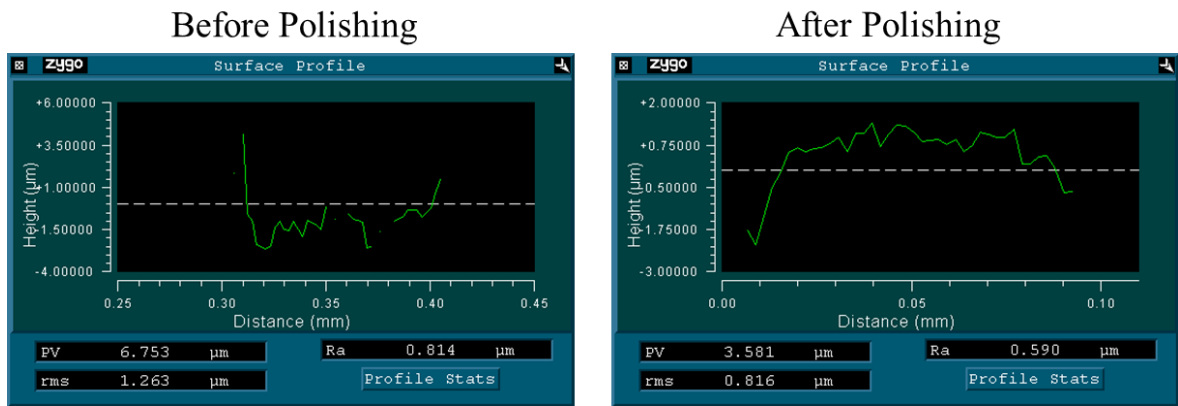 Before Polishing
zygo Surface Profile
Height (µm)
+6.00000
+3.50000
+1.00000
-1.50000
-4.00000
0.25 0.30 0.35 0.40 0.45
Distance (mm)
PV 6.753 µm
Ra 0.814 µm
rms 1.263 µm
Profile Stats
After Polishing
zygo Surface Profile
Height (µm)
+2.00000
+0.75000
-0.50000
-1.75000
-3.00000
0.00 0.05 0.10
Distance (mm)
PV 3.581 µm
Ra 0.590 µm
rms 0.816 µm
Profile Stats